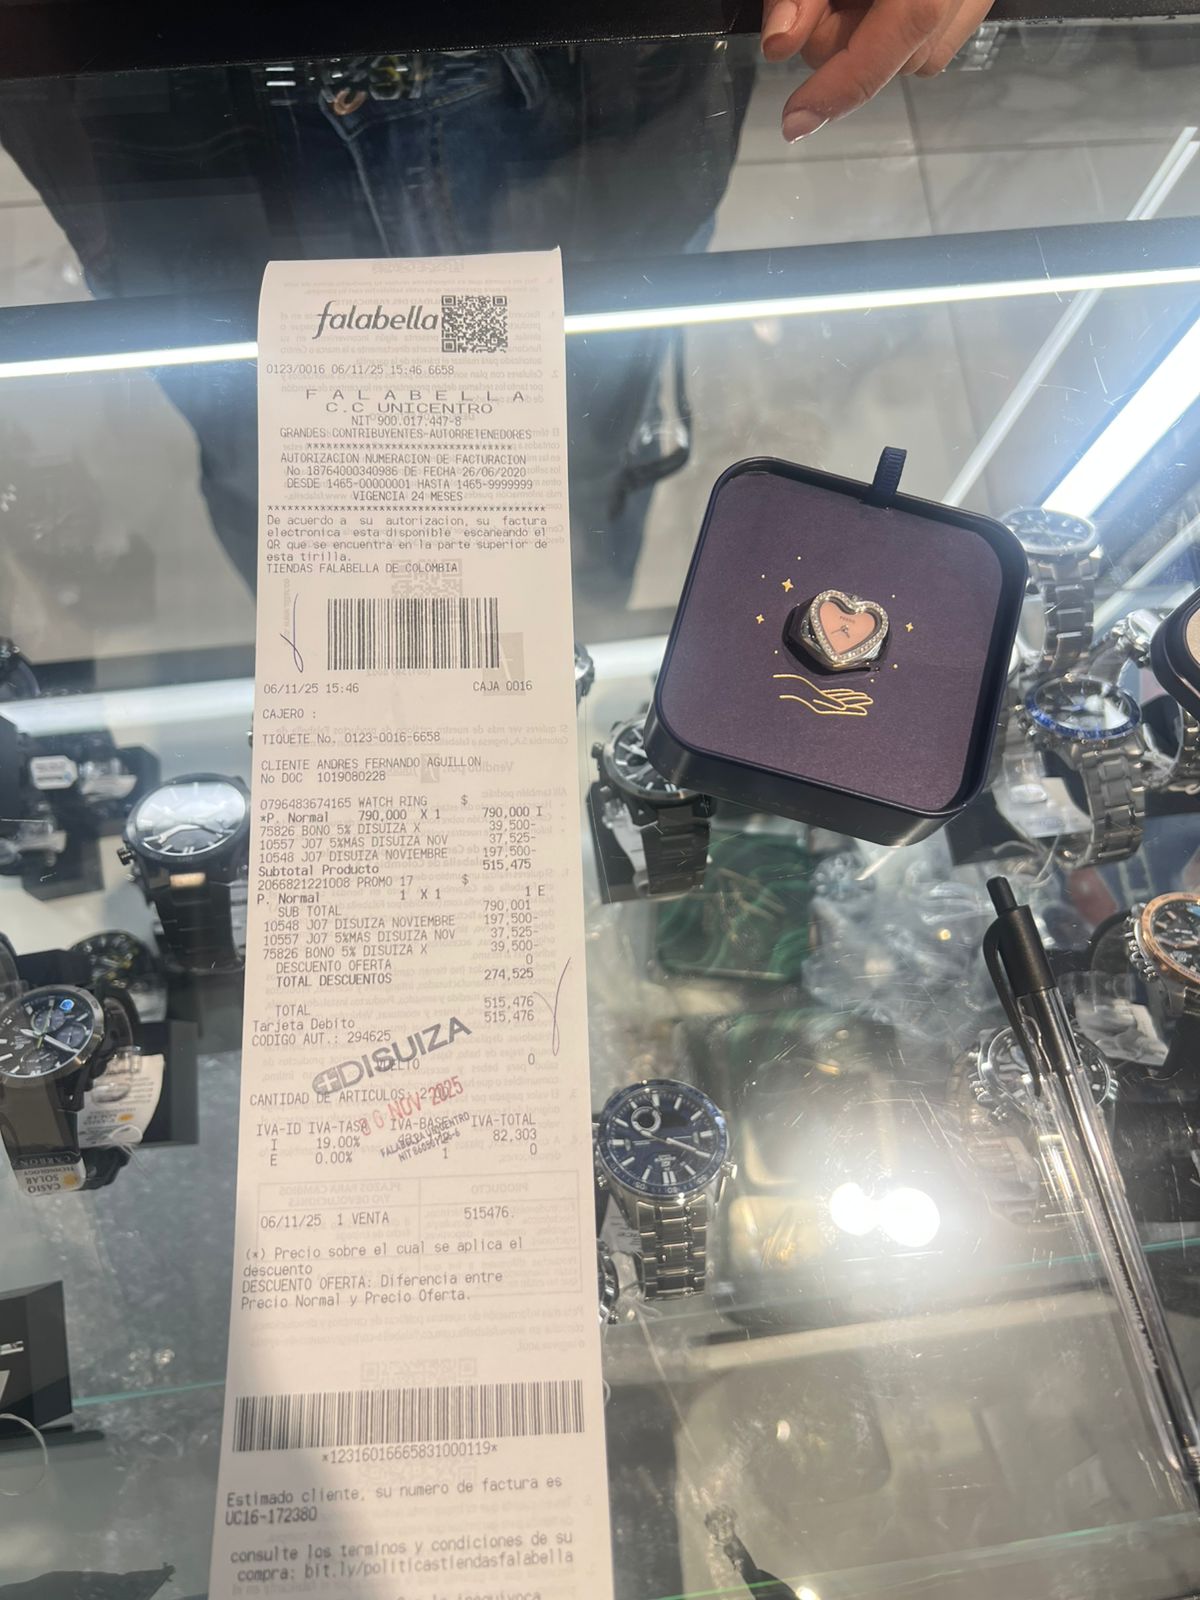 falabella
0123/0016 06/11/25 15:46 6658
F A L A B E L L A
C.C UNICENTRO
NIT 900.017.447-8
GRANDES CONTRIBUYENTES-AUTORRETENEDORES
AUTORIZACION NUMERACION DE FACTURACION
No 18764000340986 DE FECHA 26/06/2020
DESDE 1465-00000001 HASTA 1465-9999999
VIGENCIA 24 MESES
De acuerdo a su autorizacion, su factura
electronica esta disponible escaneando el
QR que se encuentra en la parte superior de
esta tirilla.
TIENDAS FALABELLA DE COLOMBIA
06/11/25 15:46 CAJA 0016
CAJERO :
TIQUETE No. 0123-0016-6658
CLIENTE ANDRES FERNANDO AGUILLON
No DOC 1019080228
0796483674165 WATCH RING $
*P. Normal 790,000 X 1 790,000 I
75826 BONO 5% DISUIZA X 39,500-
10557 J07 5%MAS DISUIZA NOV 37,525-
10548 J07 DISUIZA NOVIEMBRE 197,500-
Subtotal Producto 515,475
2066821221008 PROMO 17 $
P. Normal 1 X 1 1 E
SUB TOTAL 790,001
10548 J07 DISUIZA NOVIEMBRE 197,500-
10557 J07 5%MAS DISUIZA NOV 37,525-
75826 BONO 5% DISUIZA X 39,500-
DESCUENTO OFERTA 0
TOTAL DESCUENTOS 274,525
TOTAL 515,476
Tarjeta Debito 515,476
CODIGO AUT.: 294625
DISUIZA
VUELTO 0
CANTIDAD DE ARTICULOS: 2
NOV 2025
FALABELLA UNICENTRO
IVA-ID IVA-TASA IVA-BASE IVA-TOTAL
I 19.00% 82,303
E 0.00% 1 0
06/11/25 1 VENTA 515476.
(*) Precio sobre el cual se aplica el
descuento
DESCUENTO OFERTA: Diferencia entre
Precio Normal y Precio Oferta.
*12316016665831000119*
Estimado cliente, su numero de factura es
UC16-172380
consulte los terminos y condiciones de su
compra: bit.ly/politicastiendasfalabella
FOSSIL
CASIO
SOLAR
CARBON